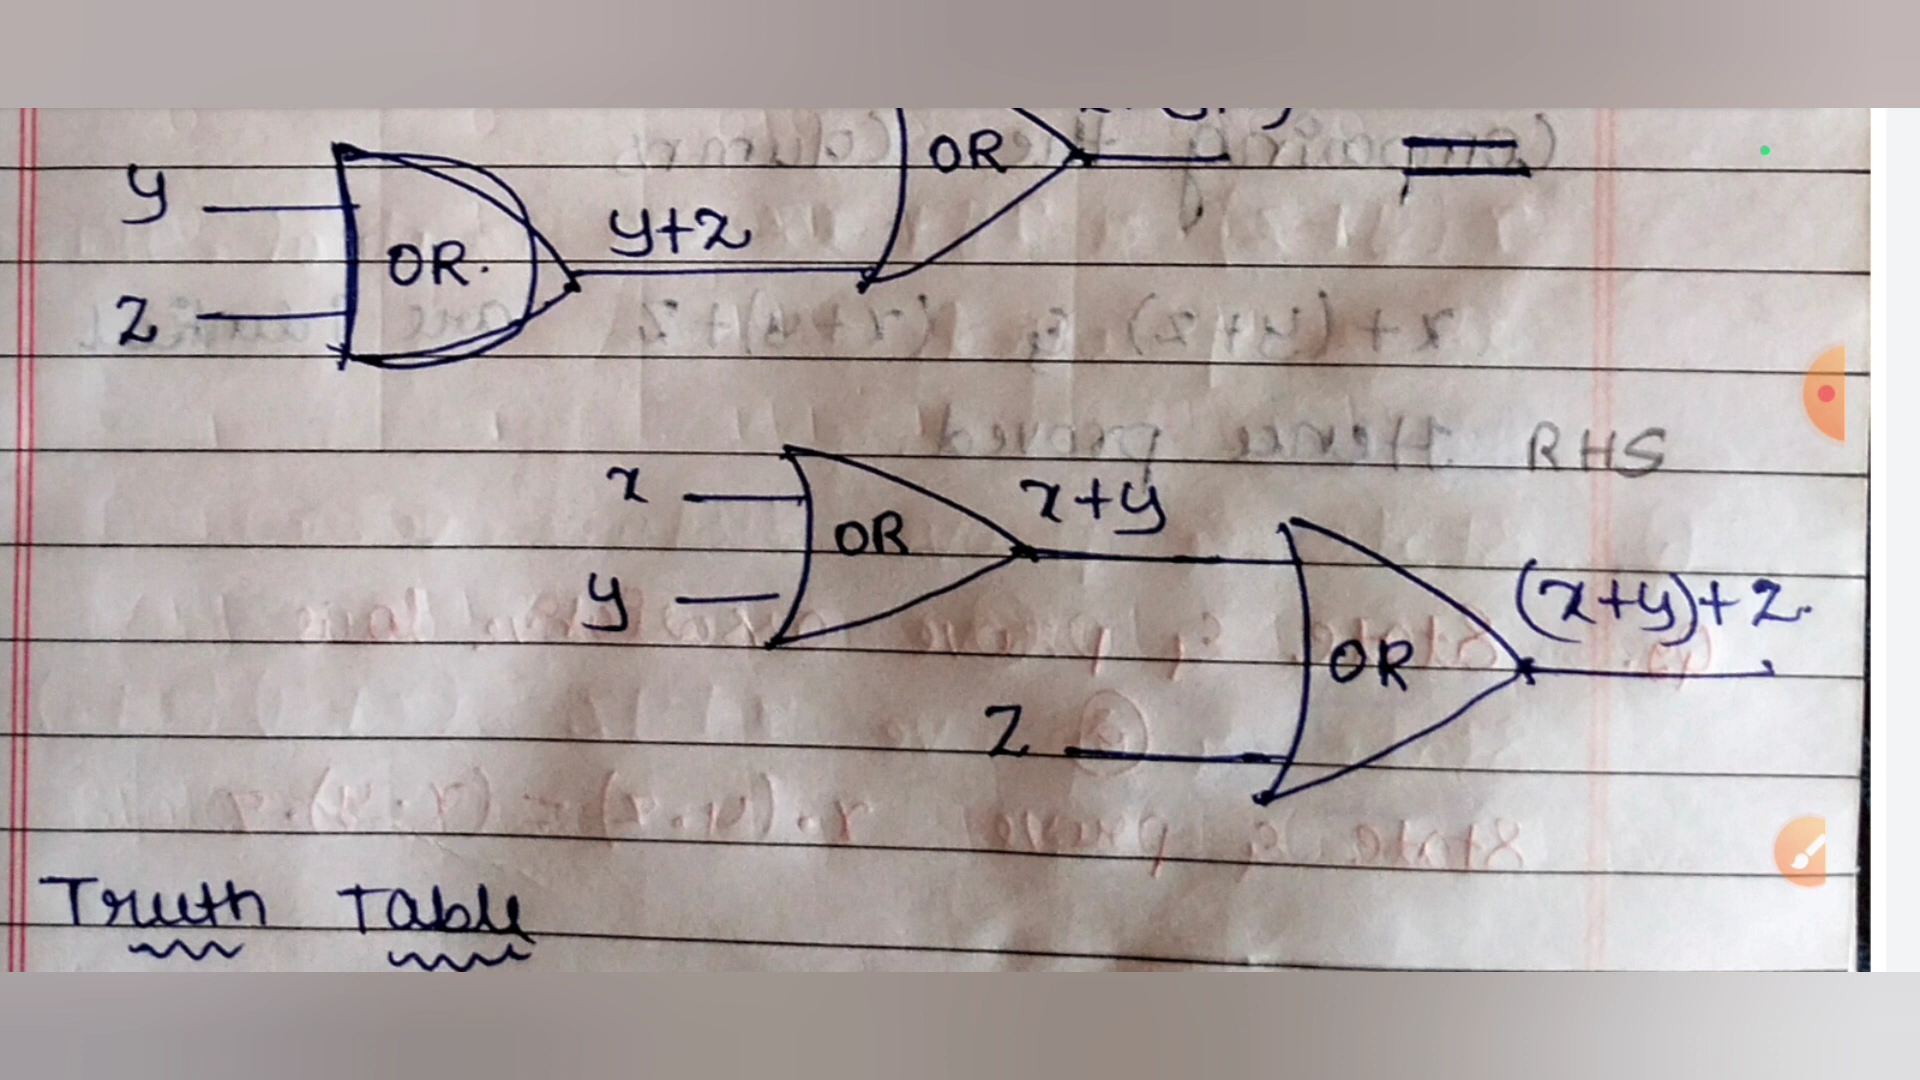 OR
y
OR.
y+z
z
RHS
x
OR
x+y
y
(x+y)+z.
OR
z
Truth Table